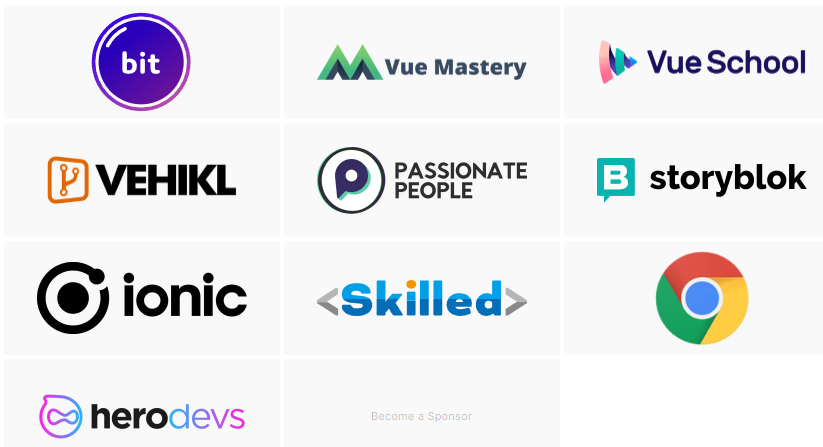 bit
Vue Mastery
Vue School
VEHIKL
PASSIONATE
PEOPLE
B storyblok
ionic
<Skilled>
herodevs
Become a Sponsor